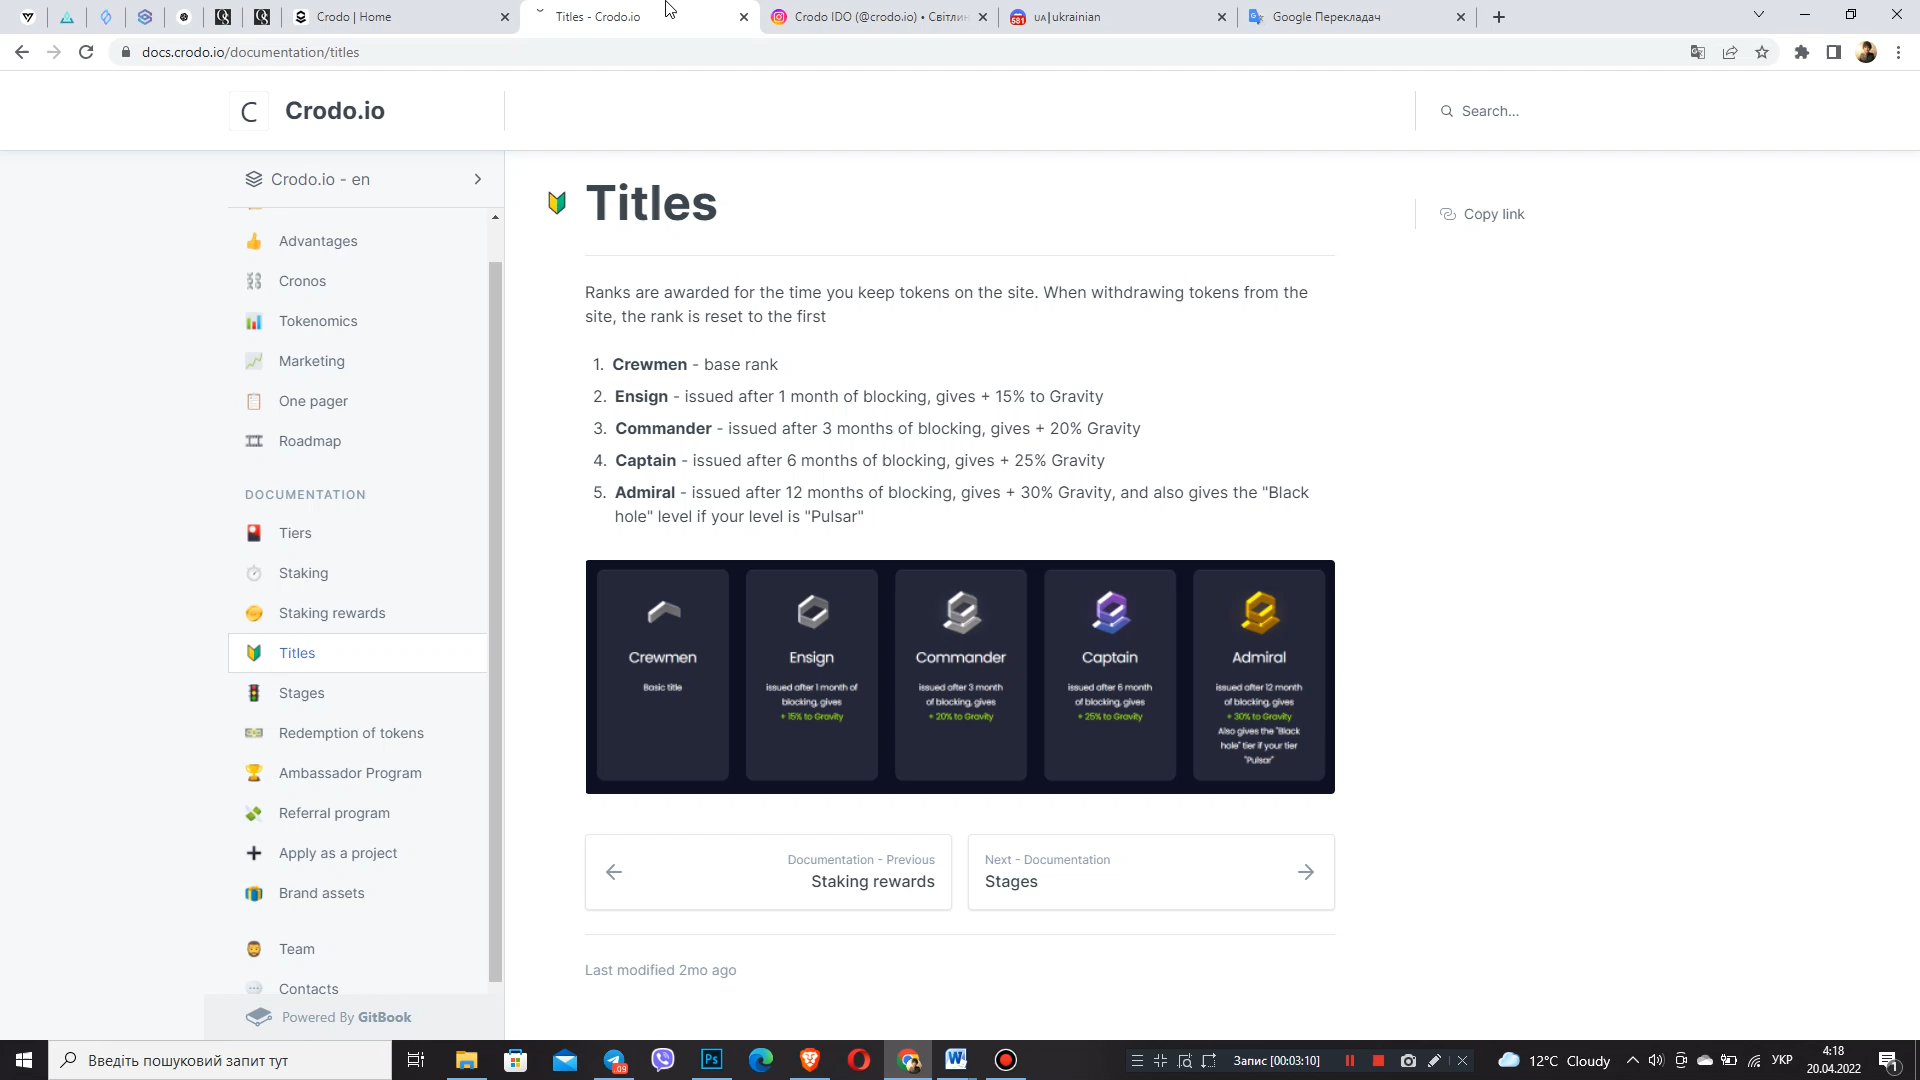 Crodo | Home
Titles - Crodo.io
Crodo IDO (@crodo.io) • Світлин
581
UA|ukrainian
Google Перекладач
docs.crodo.io/documentation/titles
C
Crodo.io
Search...
Crodo.io - en
Advantages
Cronos
Tokenomics
Marketing
One pager
Roadmap
DOCUMENTATION
Tiers
Staking
Staking rewards
Titles
Stages
Redemption of tokens
Ambassador Program
Referral program
Apply as a project
Brand assets
Team
Contacts
Powered By GitBook
Titles
Copy link
Ranks are awarded for the time you keep tokens on the site. When withdrawing tokens from the
site, the rank is reset to the first
1. Crewmen - base rank
2. Ensign - issued after 1 month of blocking, gives + 15% to Gravity
3. Commander - issued after 3 months of blocking, gives + 20% Gravity
4. Captain - issued after 6 months of blocking, gives + 25% Gravity
5. Admiral - issued after 12 months of blocking, gives + 30% Gravity, and also gives the "Black
hole" level if your level is "Pulsar"
Crewmen
Basic title
Ensign
issued after 1 month of
blocking, gives
+ 15% to Gravity
Commander
issued after 3 month
of blocking, gives
+ 20% to Gravity
Captain
issued after 6 month
of blocking, gives
+ 25% to Gravity
Admiral
issued after 12 month
of blocking, gives
+ 30% to Gravity
Also gives the "Black
hole" tier if your tier
"Pulsar"
Documentation - Previous
Staking rewards
Next - Documentation
Stages
Last modified 2mo ago
Введіть пошуковий запит тут
Ps
Запис [00:03:10]
12°C Cloudy
УКР
4:18
20.04.2022
1